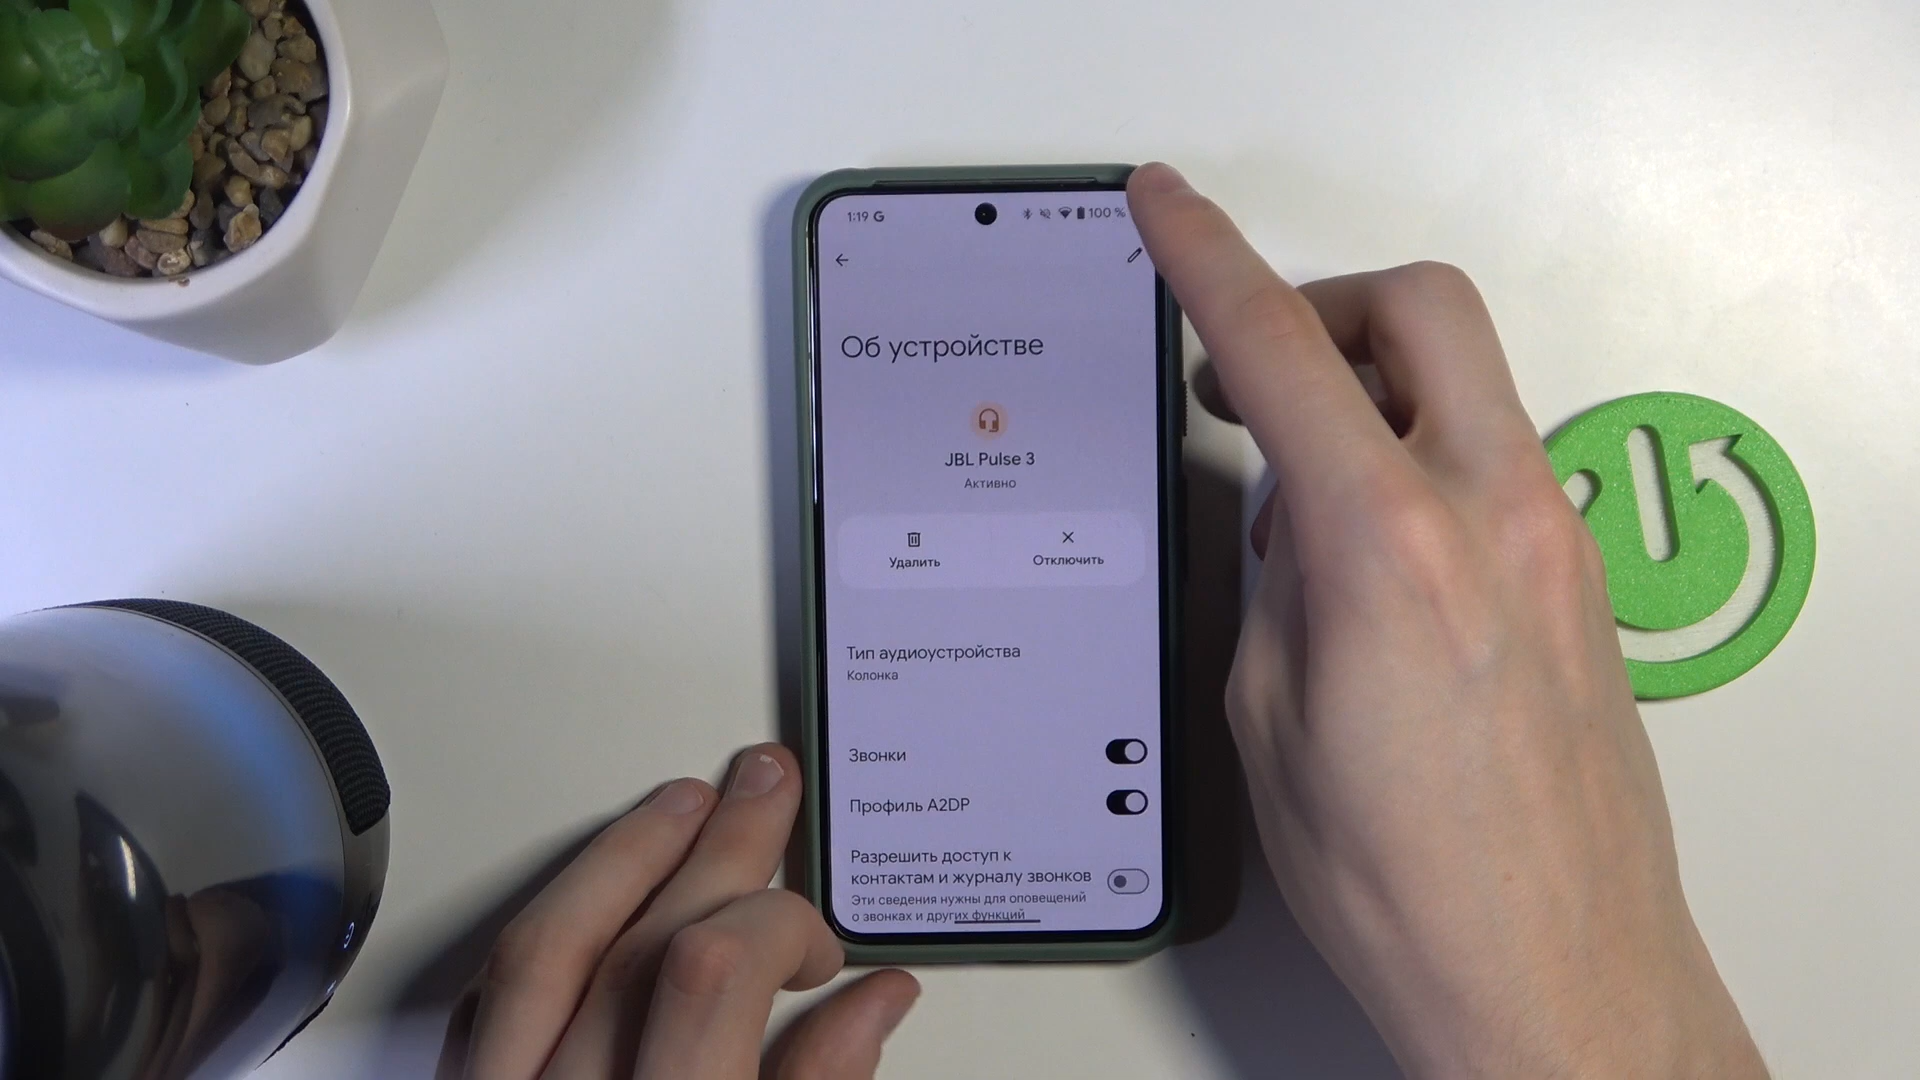 1:19 G 100 %
Об устройстве
JBL Pulse 3
Активно
Удалить
Отключить
Тип аудиоустройства
Колонка
Звонки
Профиль A2DP
Разрешить доступ к
контактам и журналу звонков
Эти сведения нужны для оповещений
о звонках и других функций